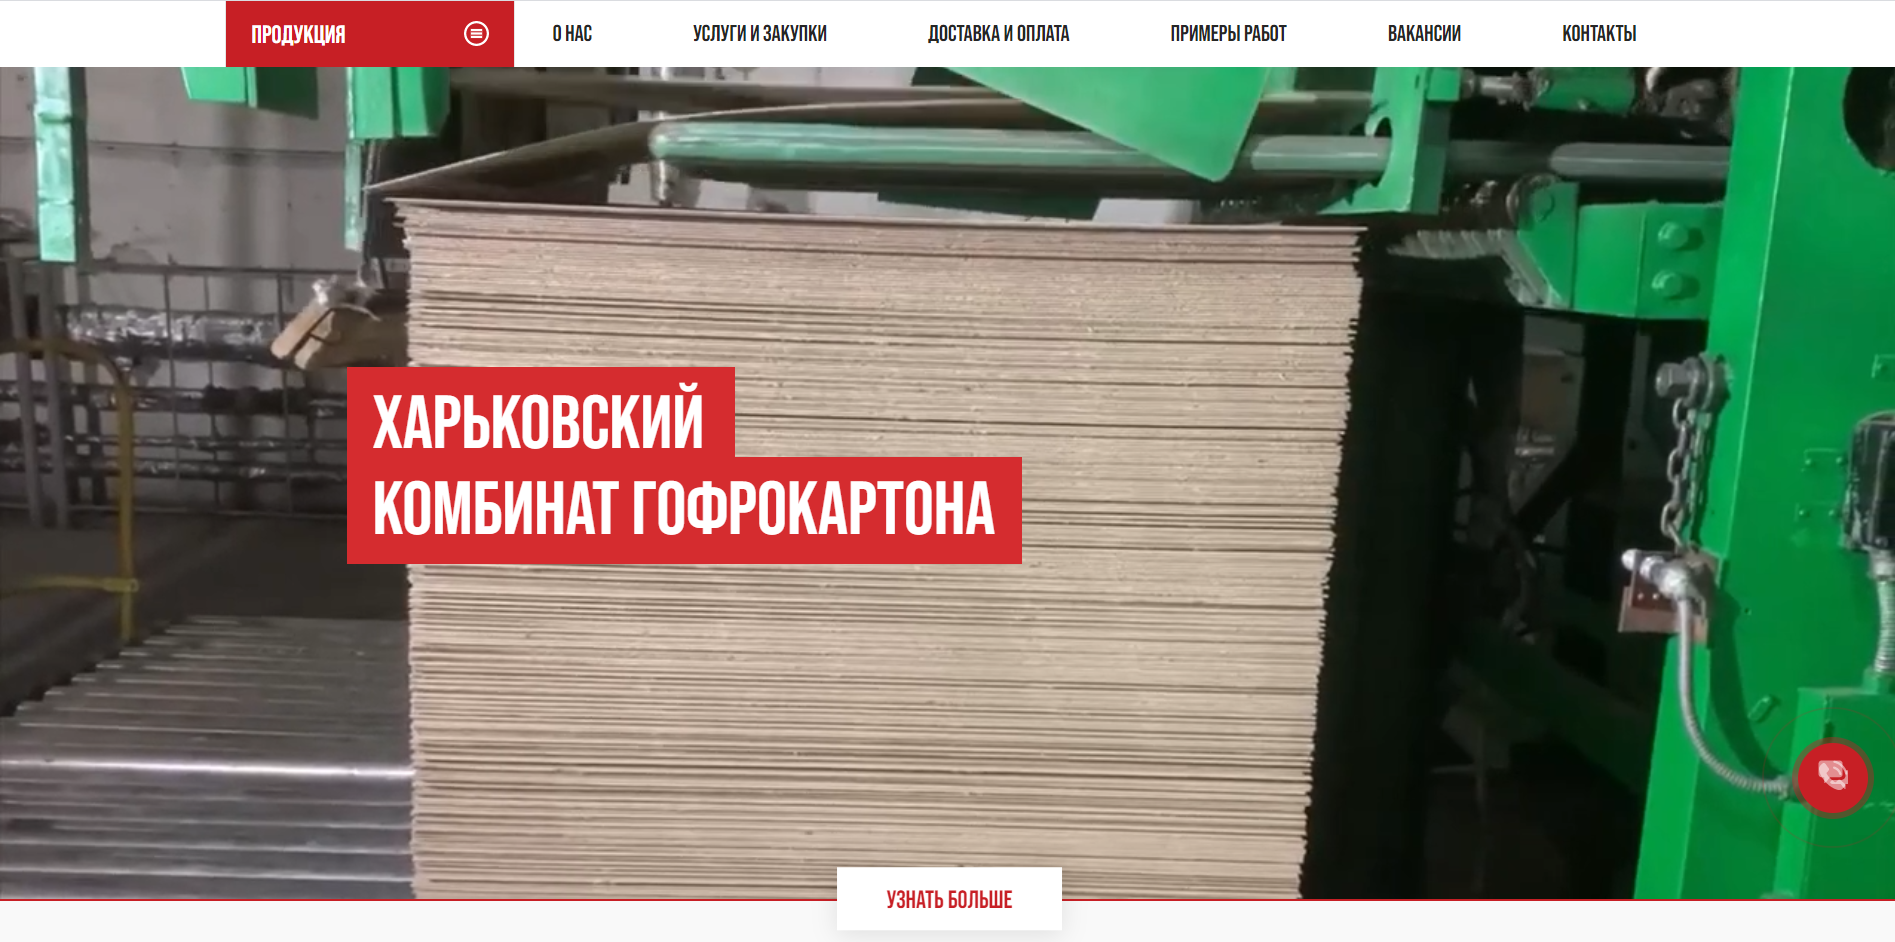 ПРОДУКЦИЯ
О НАС
УСЛУГИ И ЗАКУПКИ
ДОСТАВКА И ОПЛАТА
ПРИМЕРЫ РАБОТ
ВАКАНСИИ
КОНТАКТЫ
ХАРЬКОВСКИЙ
КОМБИНАТ ГОФРОКАРТОНА
УЗНАТЬ БОЛЬШЕ